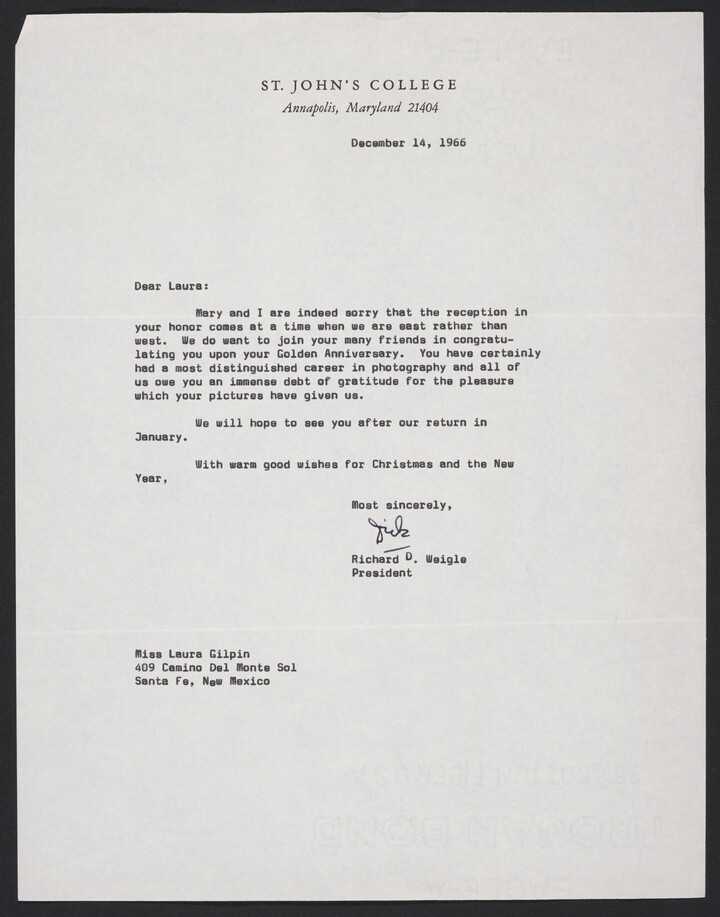 ST. JOHN'S COLLEGE
Annapolis, Maryland 21404
December 14, 1966
Dear Laura:
Mary and I are indeed sorry that the reception in
your honor comes at a time when we are east rather than
west. We do want to join your many friends in congratu-
lating you upon your Golden Anniversary. You have certainly
had a most distinguished career in photography and all of
us owe you an immense debt of gratitude for the pleasure
which your pictures have given us.
We will hope to see you after our return in
January.
With warm good wishes for Christmas and the New
Year,
Most sincerely,
Dick
Richard D. Weigle
President
Miss Laura Gilpin
409 Camino Del Monte Sol
Santa Fe, New Mexico